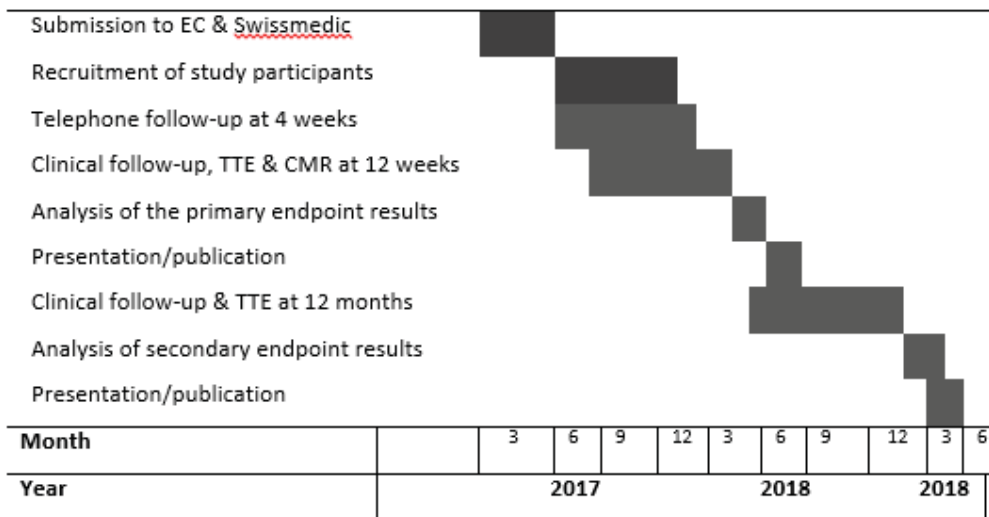 Submission to EC & Swissmedic
Recruitment of study participants
Telephone follow-up at 4 weeks
Clinical follow-up, TTE & CMR at 12 weeks
Analysis of the primary endpoint results
Presentation/publication
Clinical follow-up & TTE at 12 months
Analysis of secondary endpoint results
Presentation/publication
Month 3 6 9 12 3 6 9 12 3 6
Year 2017 2018 2018